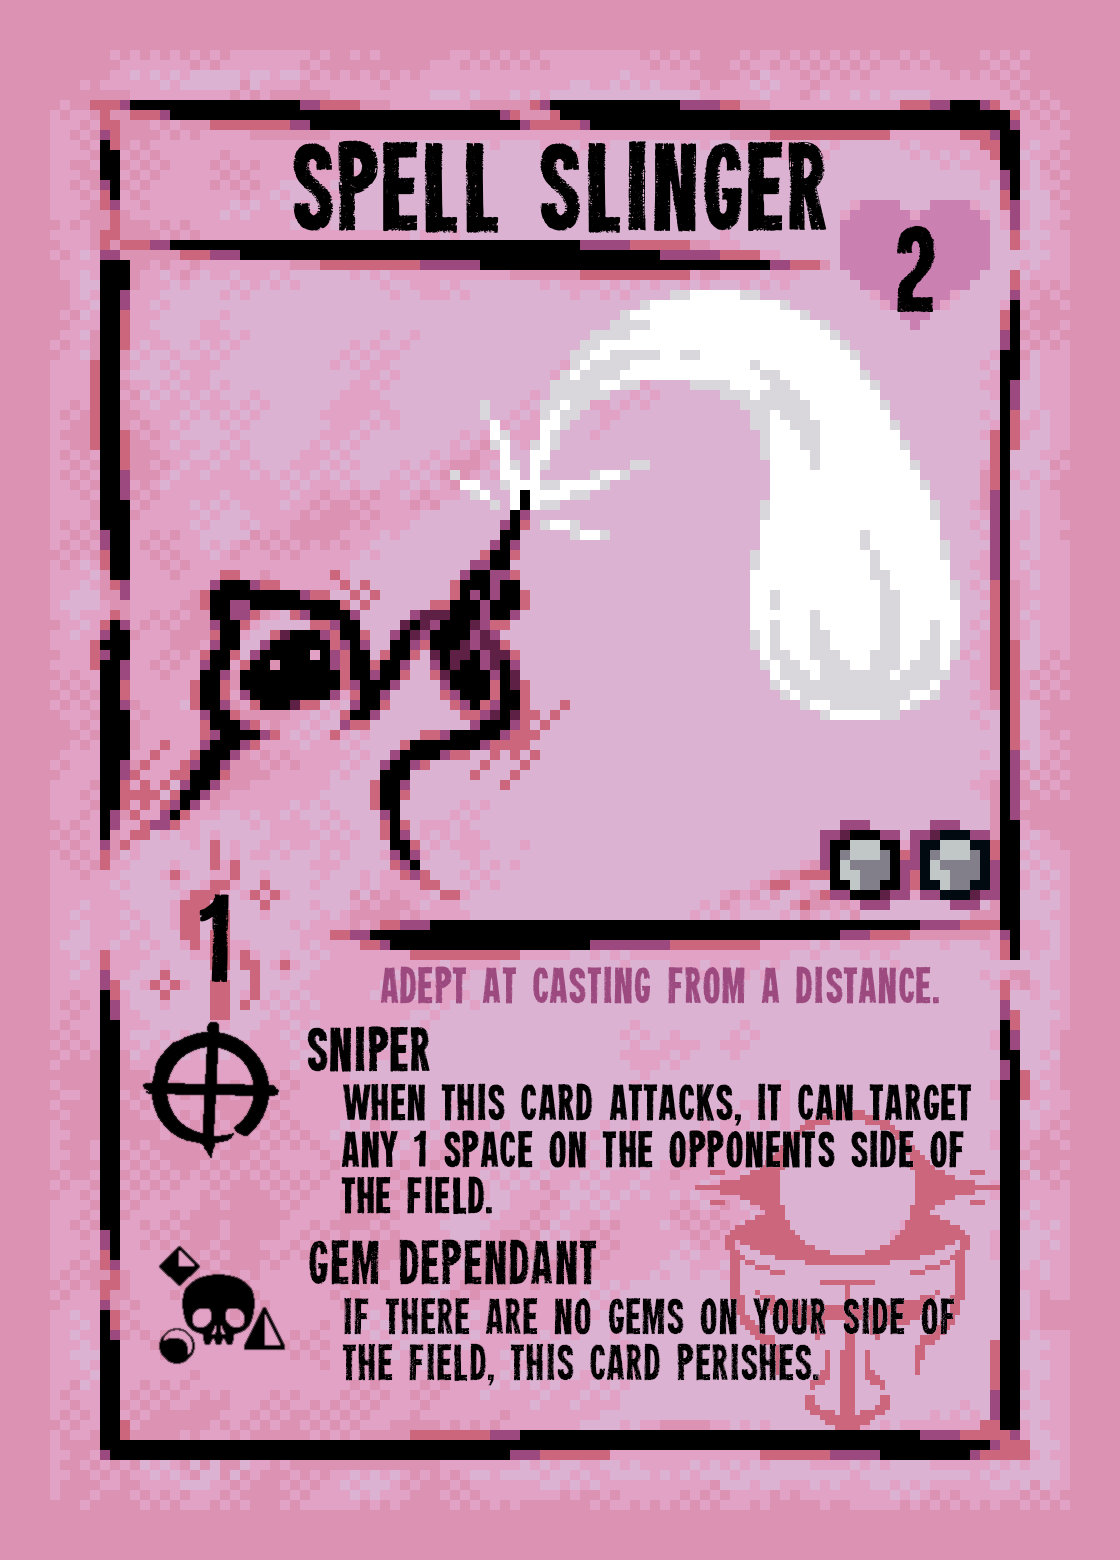 SPELL SLINGER
2
1
ADEPT AT CASTING FROM A DISTANCE.
SNIPER
WHEN THIS CARD ATTACKS, IT CAN TARGET
ANY 1 SPACE ON THE OPPONENTS SIDE OF
THE FIELD.
GEM DEPENDANT
IF THERE ARE NO GEMS ON YOUR SIDE OF
THE FIELD, THIS CARD PERISHES.